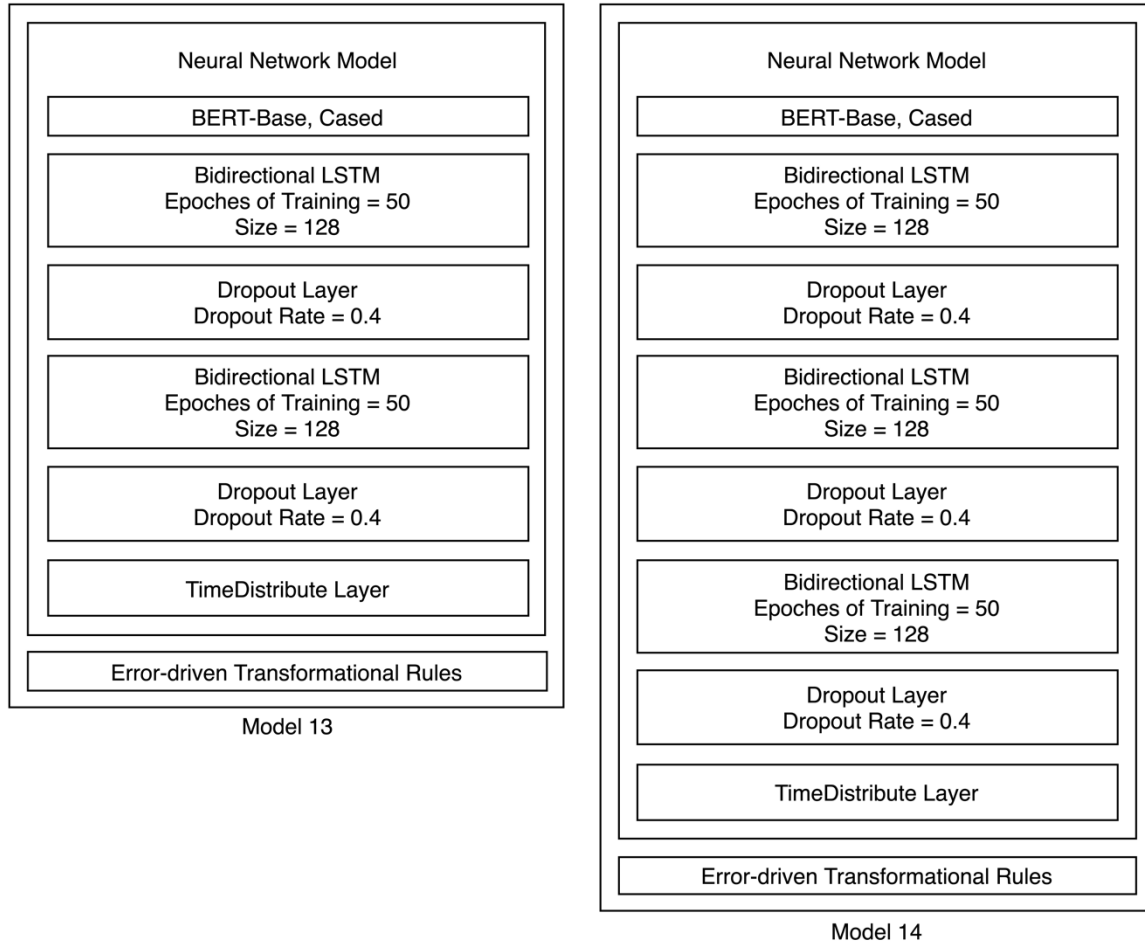 Neural Network Model
BERT-Base, Cased
Bidirectional LSTM
Epoches of Training = 50
Size = 128
Dropout Layer
Dropout Rate = 0.4
Bidirectional LSTM
Epoches of Training = 50
Size = 128
Dropout Layer
Dropout Rate = 0.4
TimeDistribute Layer
Error-driven Transformational Rules
Model 13
Neural Network Model
BERT-Base, Cased
Bidirectional LSTM
Epoches of Training = 50
Size = 128
Dropout Layer
Dropout Rate = 0.4
Bidirectional LSTM
Epoches of Training = 50
Size = 128
Dropout Layer
Dropout Rate = 0.4
Bidirectional LSTM
Epoches of Training = 50
Size = 128
Dropout Layer
Dropout Rate = 0.4
TimeDistribute Layer
Error-driven Transformational Rules
Model 14